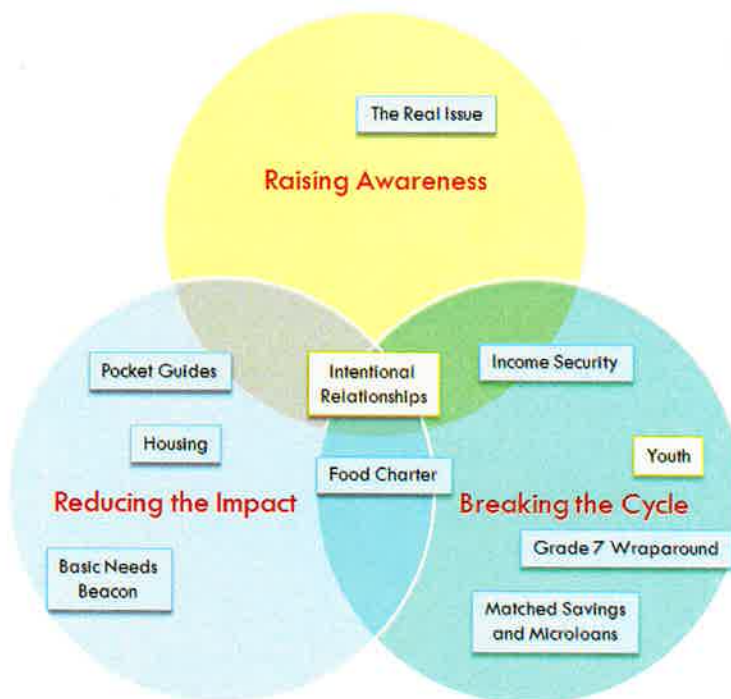 The Real Issue
Raising Awareness
Pocket Guides
Intentional
Relationships
Income Security
Housing
Food Charter
Youth
Reducing the Impact
Breaking the Cycle
Grade 7 Wraparound
Basic Needs
Beacon
Matched Savings
and Microloans